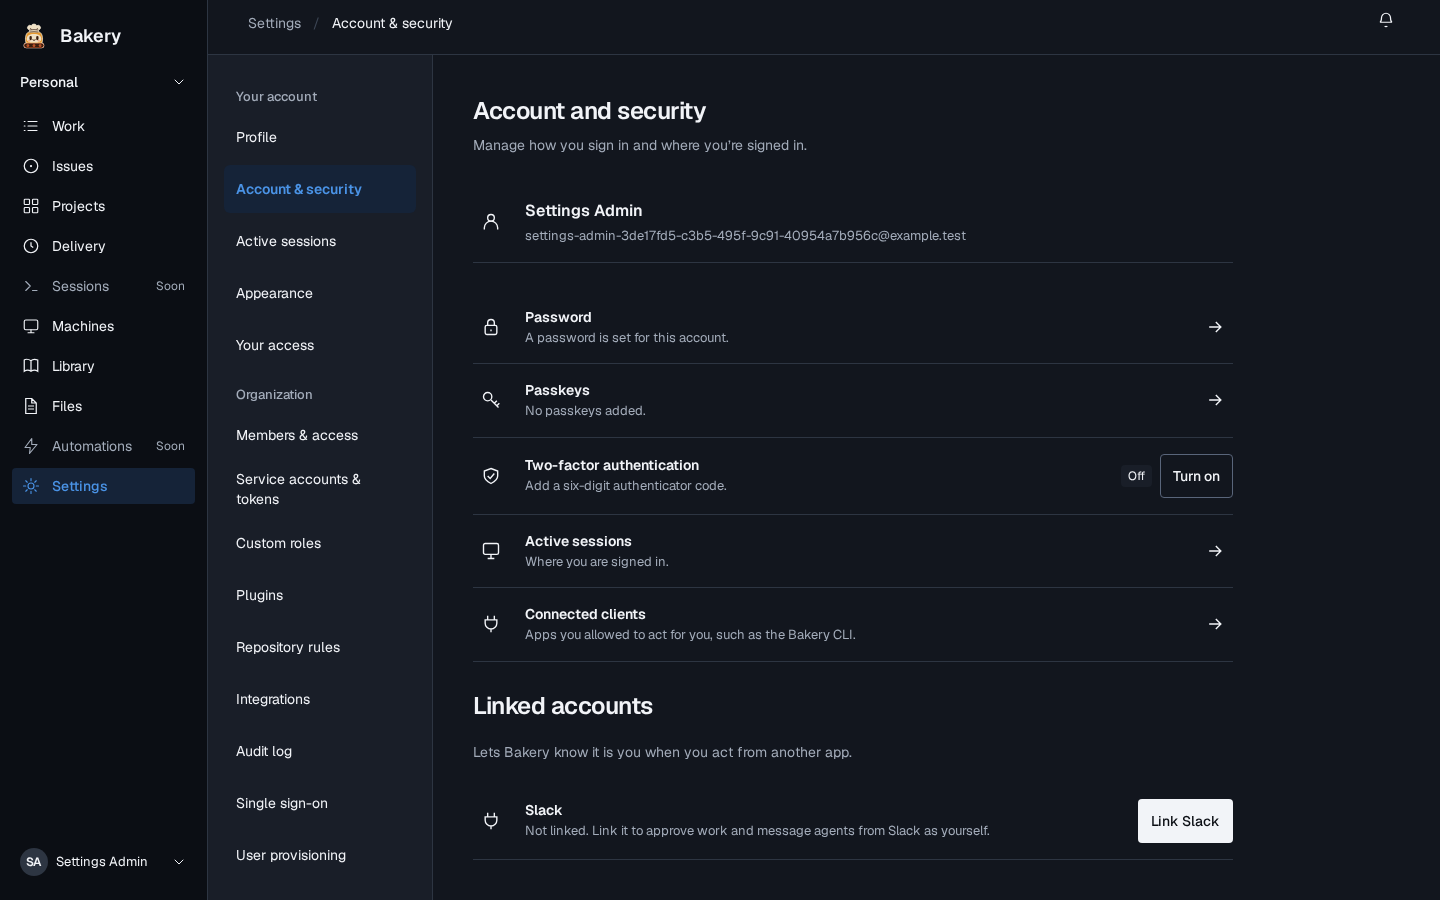 Bakery
Personal
Work
Issues
Projects
Delivery
Sessions Soon
Machines
Library
Files
Automations Soon
Settings
SA Settings Admin
Settings / Account & security
Your account
Profile
Account & security
Active sessions
Appearance
Your access
Organization
Members & access
Service accounts &
tokens
Custom roles
Plugins
Repository rules
Integrations
Audit log
Single sign-on
User provisioning
Account and security
Manage how you sign in and where you're signed in.
Settings Admin
settings-admin-3de17fd5-c3b5-495f-9c91-40954a7b956c@example.test
Password
A password is set for this account.
Passkeys
No passkeys added.
Two-factor authentication
Add a six-digit authenticator code.
Off Turn on
Active sessions
Where you are signed in.
Connected clients
Apps you allowed to act for you, such as the Bakery CLI.
Linked accounts
Lets Bakery know it is you when you act from another app.
Slack
Not linked. Link it to approve work and message agents from Slack as yourself.
Link Slack